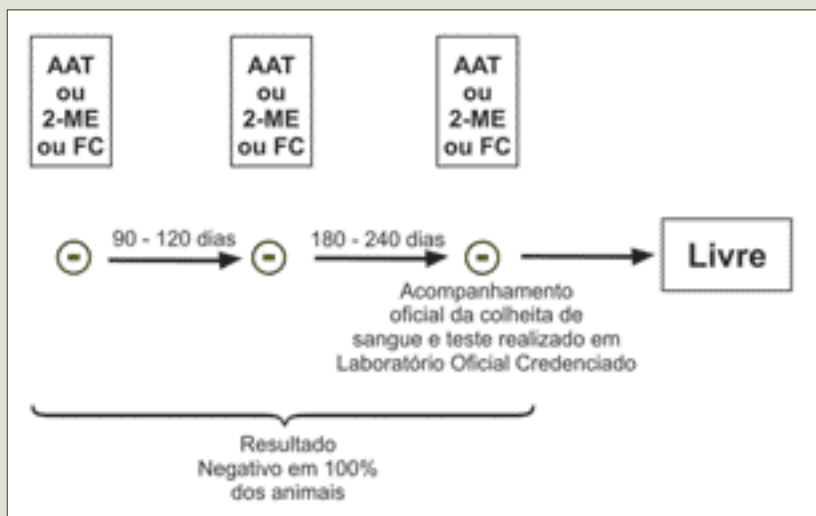 AAT
ou
2-ME
ou FC
AAT
ou
2-ME
ou FC
AAT
ou
2-ME
ou FC
90 - 120 dias
180 - 240 dias
Livre
Acompanhamento
oficial da colheita de
sangue e teste realizado em
Laboratório Oficial Credenciado
Resultado
Negativo em 100%
dos animais